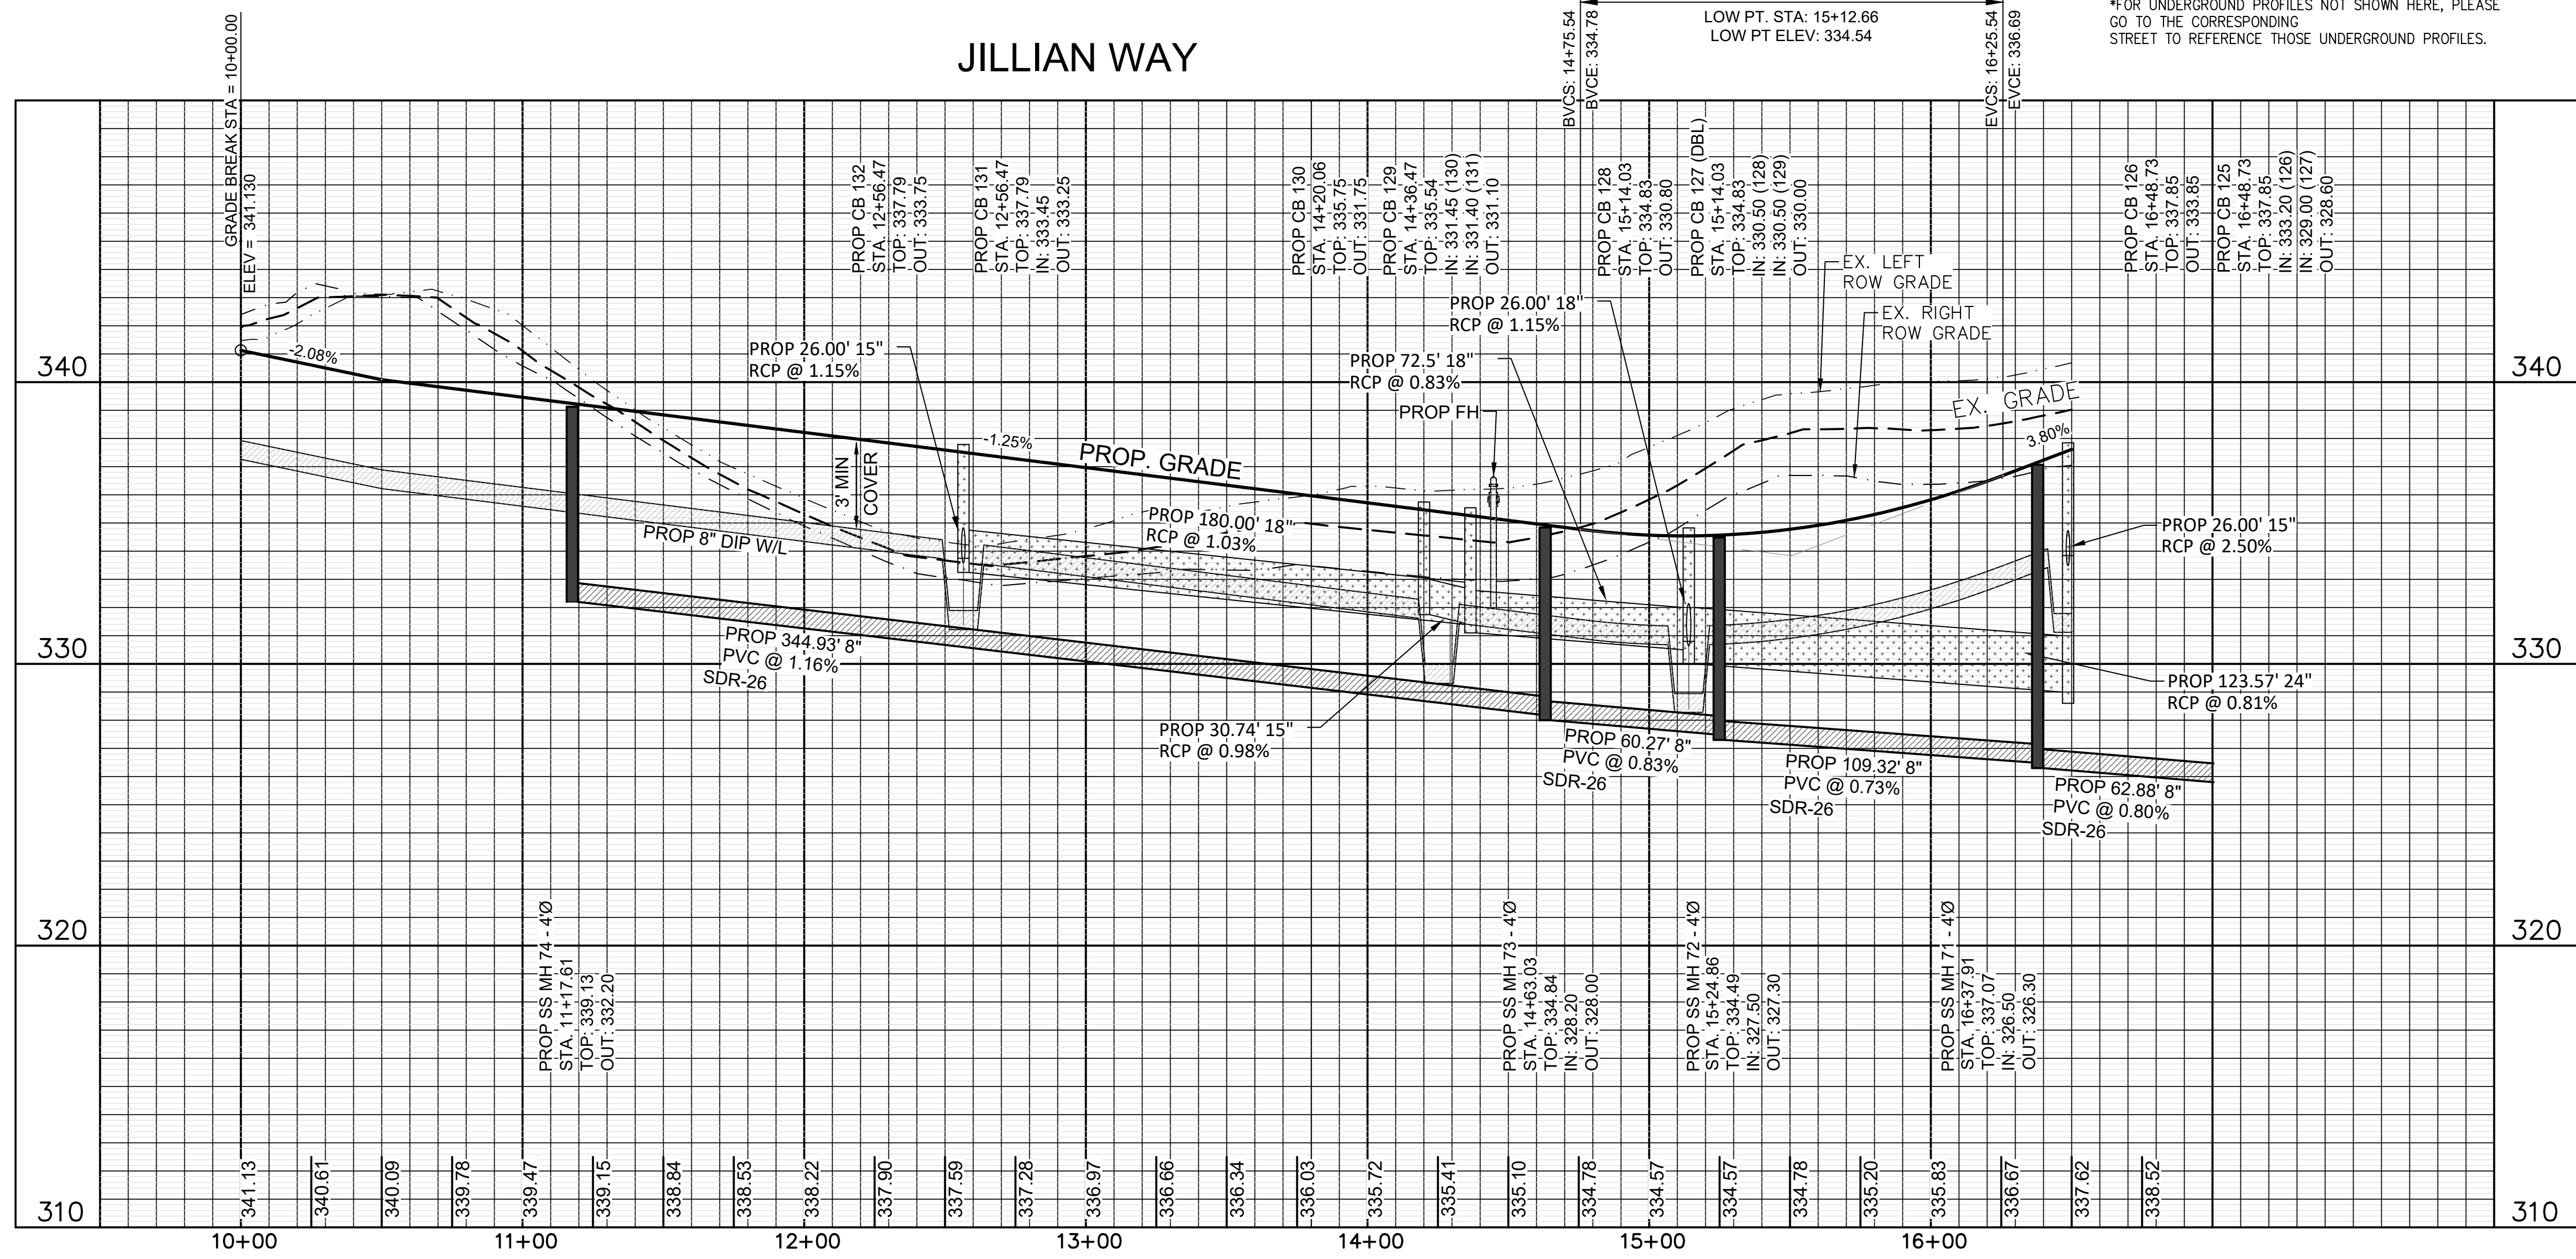 *FOR UNDERGROUND PROFILES NOT SHOWN HERE, PLEASE
GO TO THE CORRESPONDING
STREET TO REFERENCE THOSE UNDERGROUND PROFILES.
LOW PT. STA: 15+12.66
LOW PT ELEV: 334.54
BVCS: 14+75.54
BVCE: 334.78
EVCS: 16+25.54
EVCE: 336.69
JILLIAN WAY
GRADE BREAK STA = 10+00.00
ELEV = 341.130
PROP CB 132
STA. 12+56.47
TOP: 337.79
OUT: 333.75
PROP CB 131
STA. 12+56.47
TOP: 337.79
IN: 333.45
OUT: 333.25
PROP CB 130
STA. 14+20.06
TOP: 335.75
OUT: 331.75
PROP CB 129
STA. 14+36.47
TOP: 335.54
IN: 331.45 (130)
IN: 331.40 (131)
OUT: 331.10
PROP CB 128
STA. 15+14.03
TOP: 334.83
OUT: 330.80
PROP CB 127 (DBL)
STA. 15+14.03
TOP: 334.83
IN: 330.50 (128)
IN: 330.50 (129)
OUT: 330.00
PROP CB 126
STA. 16+48.73
TOP: 337.85
OUT: 333.85
PROP CB 125
STA. 16+48.73
TOP: 337.85
IN: 333.20 (126)
IN: 329.00 (127)
OUT: 328.60
EX. LEFT
ROW GRADE
EX. RIGHT
ROW GRADE
PROP 26.00' 18"
RCP @ 1.15%
PROP 26.00' 15"
RCP @ 1.15%
PROP 72.5' 18"
RCP @ 0.83%
PROP FH
-2.08%
340
340
EX. GRADE
3.80%
-1.25%
PROP. GRADE
3' MIN
COVER
PROP 180.00' 18"
RCP @ 1.03%
PROP 8" DIP W/L
PROP 26.00' 15"
RCP @ 2.50%
PROP 344.93' 8"
PVC @ 1.16%
SDR-26
330
330
PROP 123.57' 24"
RCP @ 0.81%
PROP 30.74' 15"
RCP @ 0.98%
PROP 60.27' 8"
PVC @ 0.83%
SDR-26
PROP 109.32' 8"
PVC @ 0.73%
SDR-26
PROP 62.88' 8"
PVC @ 0.80%
SDR-26
320
320
PROP SS MH 74 - 4'Ø
STA. 11+17.61
TOP: 339.13
OUT: 332.20
PROP SS MH 73 - 4'Ø
STA. 14+63.03
TOP: 334.84
IN: 328.20
OUT: 328.00
PROP SS MH 72 - 4'Ø
STA. 15+24.86
TOP: 334.49
IN: 327.50
OUT: 327.30
PROP SS MH 71 - 4'Ø
STA. 16+37.91
TOP: 337.07
IN: 326.50
OUT: 326.30
341.13
340.61
340.09
339.78
339.47
339.15
338.84
338.53
338.22
337.90
337.59
337.28
336.97
336.66
336.34
336.03
335.72
335.41
335.10
334.78
334.57
334.57
334.78
335.20
335.83
336.67
337.62
338.52
310
310
10+00
11+00
12+00
13+00
14+00
15+00
16+00